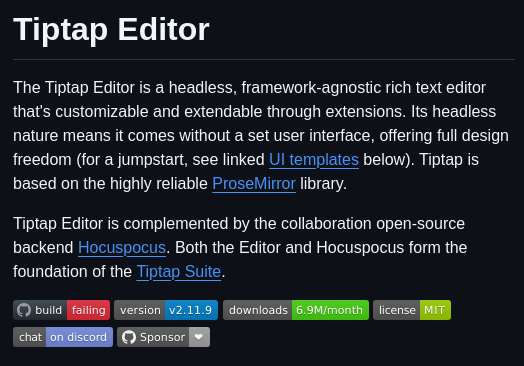 Tiptap Editor
The Tiptap Editor is a headless, framework-agnostic rich text editor
that's customizable and extendable through extensions. Its headless
nature means it comes without a set user interface, offering full design
freedom (for a jumpstart, see linked UI templates below). Tiptap is
based on the highly reliable ProseMirror library.
Tiptap Editor is complemented by the collaboration open-source
backend Hocuspocus. Both the Editor and Hocuspocus form the
foundation of the Tiptap Suite.
build failing version v2.11.9 downloads 6.9M/month license MIT
chat on discord Sponsor ❤